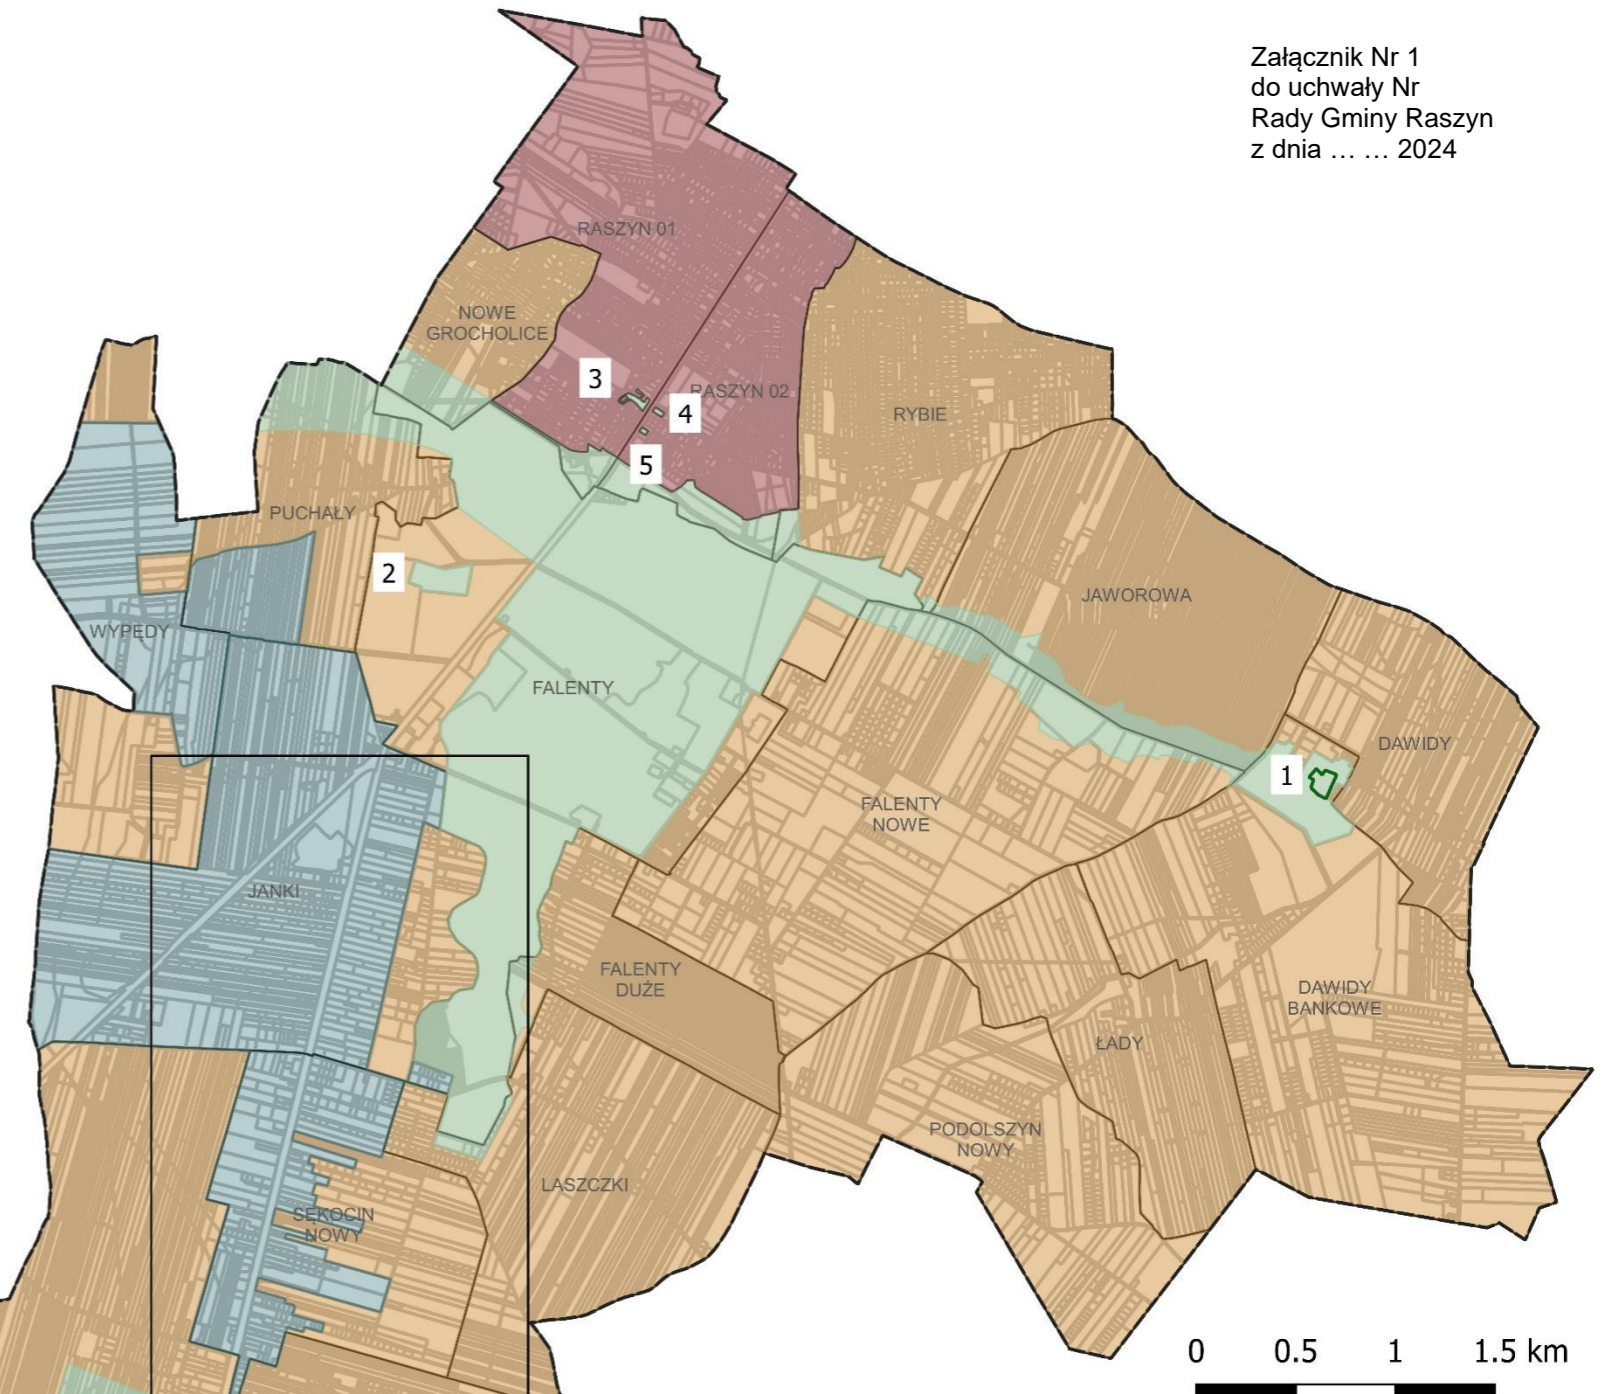 Załącznik Nr 1
do uchwały Nr
Rady Gminy Raszyn
z dnia … … 2024
RASZYN 01
NOWE
GROCHOLICE
3
RASZYN 02
4
RYBIE
5
PUCHAŁY
2
JAWOROWA
WYPĘDY
FALENTY
DAWIDY
1
FALENTY
NOWE
JANKI
FALENTY
DUŻE
DAWIDY
BANKOWE
ŁADY
PODOLSZYN
NOWY
LASZCZKI
SĘKOCIN
NOWY
0 0.5 1 1.5 km